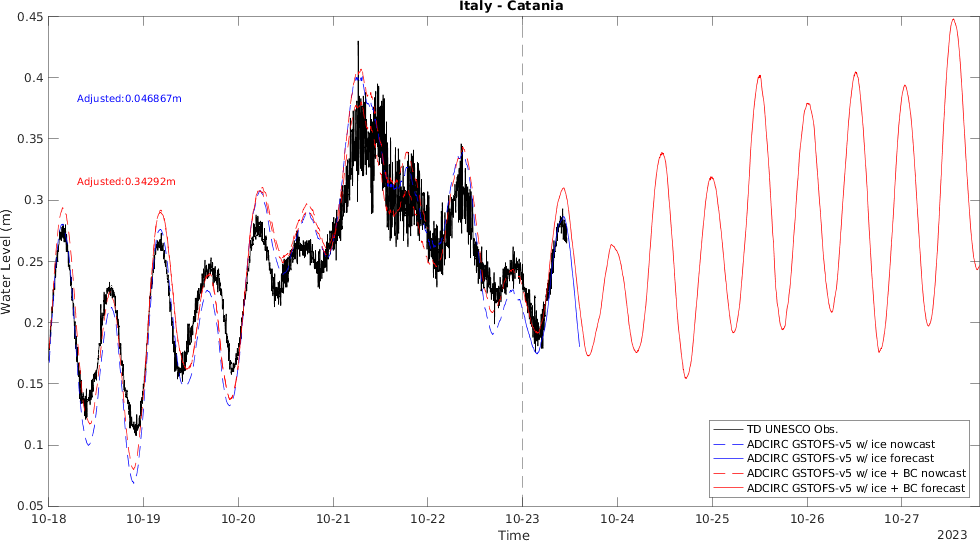 Italy - Catania
0.45
0.4
0.35
0.3
0.25
0.2
0.15
0.1
0.05
Water Level (m)
Adjusted:0.046867m
Adjusted:0.34292m
TD UNESCO Obs.
ADCIRC GSTOFS-v5 w/ ice nowcast
ADCIRC GSTOFS-v5 w/ ice forecast
ADCIRC GSTOFS-v5 w/ ice + BC nowcast
ADCIRC GSTOFS-v5 w/ ice + BC forecast
10-18 10-19 10-20 10-21 10-22 10-23 10-24 10-25 10-26 10-27
Time
2023